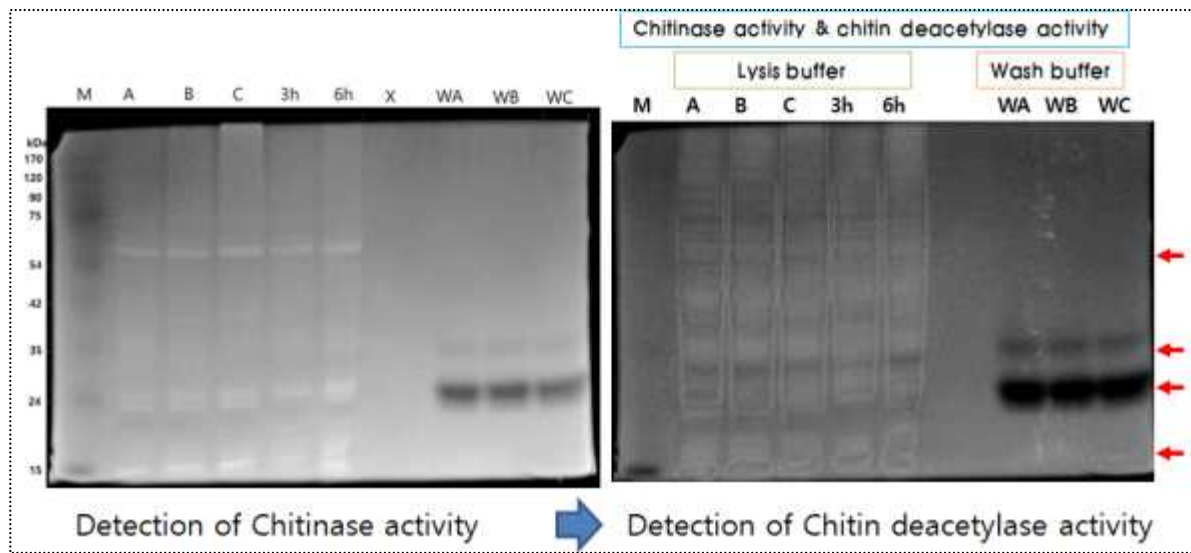 Chitinase activity & chitin deacetylase activity
Lysis buffer
Wash buffer
M A B C 3h 6h X WA WB WC
M A B C 3h 6h WA WB WC
kDa
170
120
90
75
54
42
35
24
15
Detection of Chitinase activity
Detection of Chitin deacetylase activity